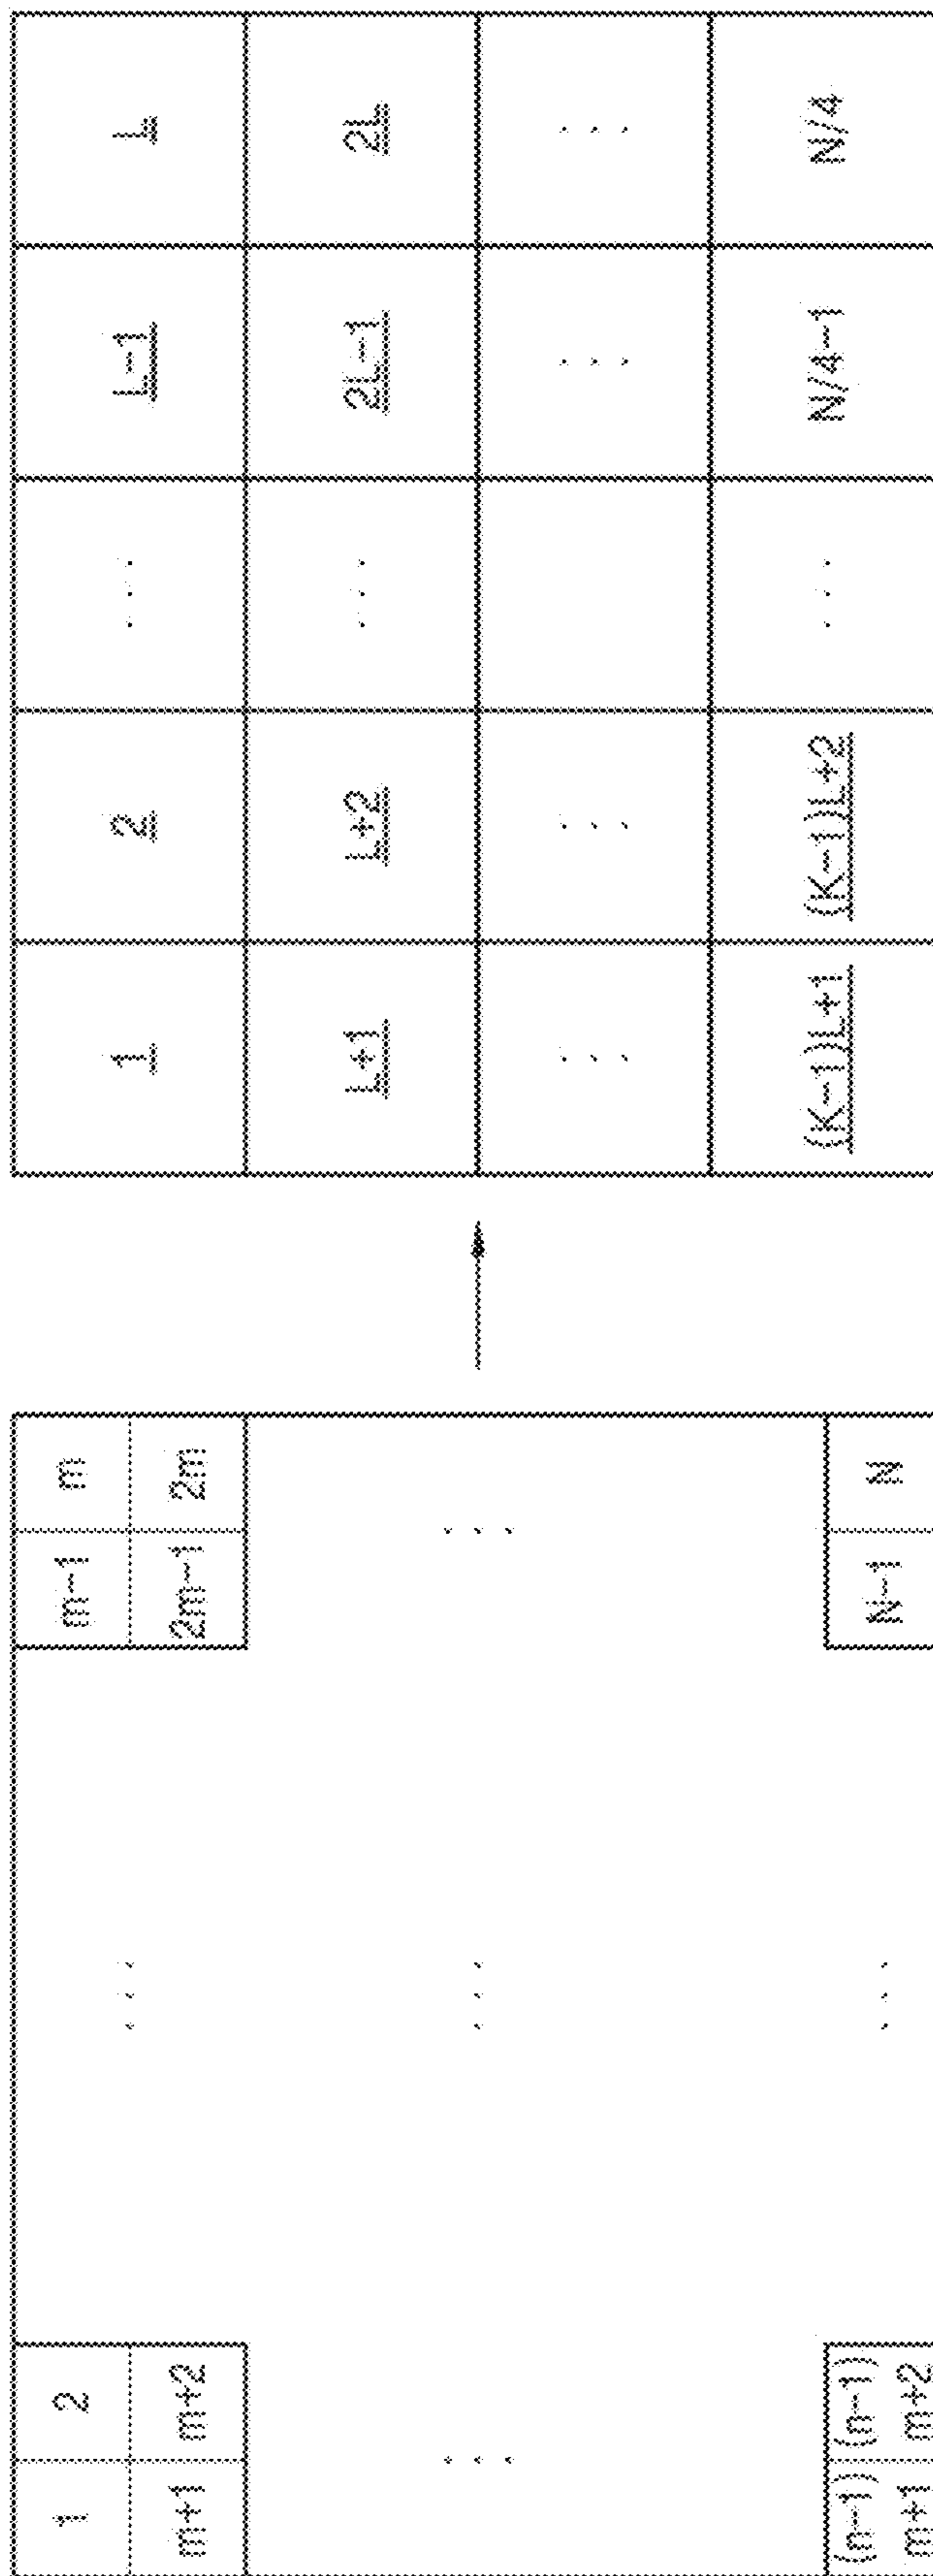 1 2 ... m-1 m
m+1 m+2 2m-1 2m
... ... ...
(n-1) (n-1) ... N-1 N
m+1 m+2
1 2 ... L-1 L
L+1 L+2 ... 2L-1 2L
... ... ... ...
(K-1)L+1 (K-1)L+2 ... N/4-1 N/4